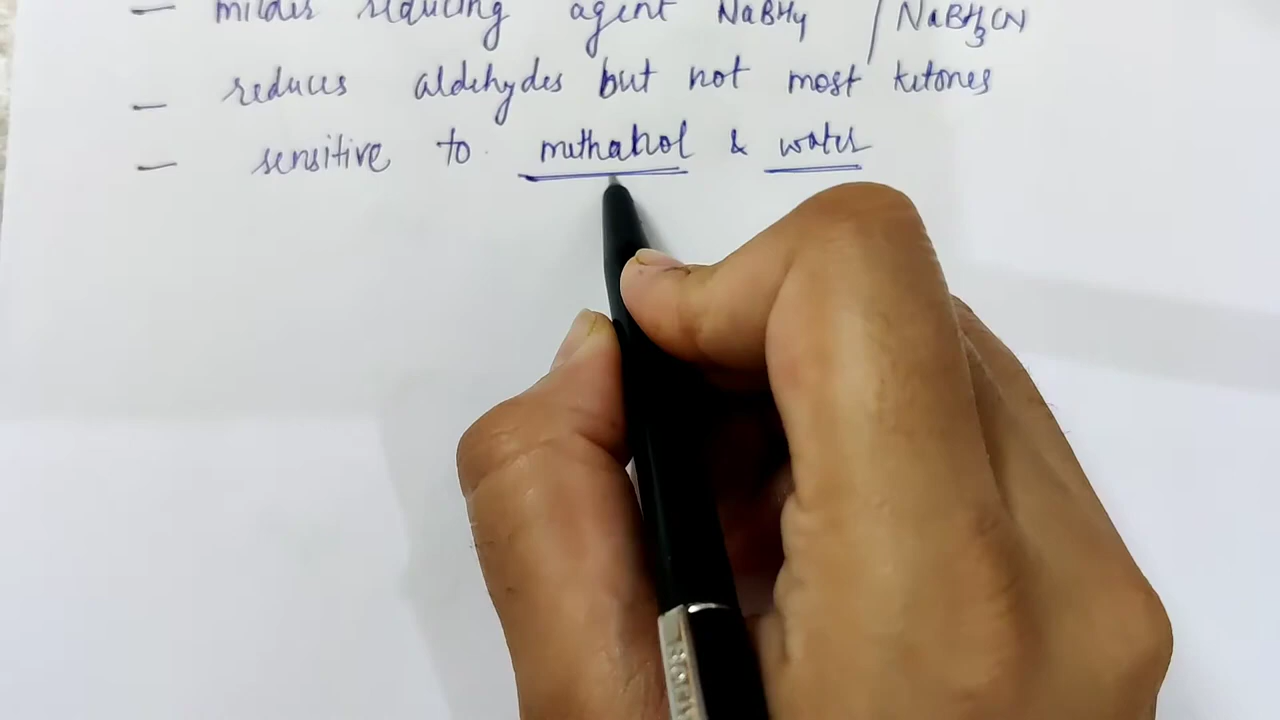 — milder reducing agent NaBH4 / NaBH3CN
— reduces aldehydes but not most ketones
— sensitive to methanol & water